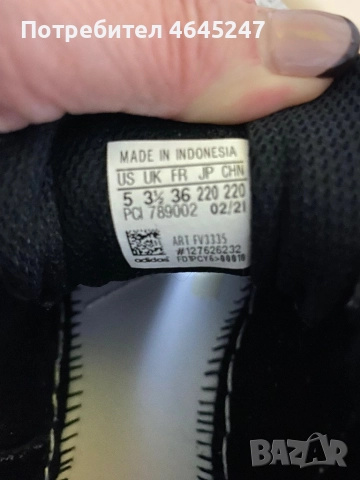 Потребител 4645247
MADE IN INDONESIA
US UK FR JP CHN
5 3½ 36 220 220
PCI 789002 02/21
ART FV3335
#127626232
adidas
BAZAR